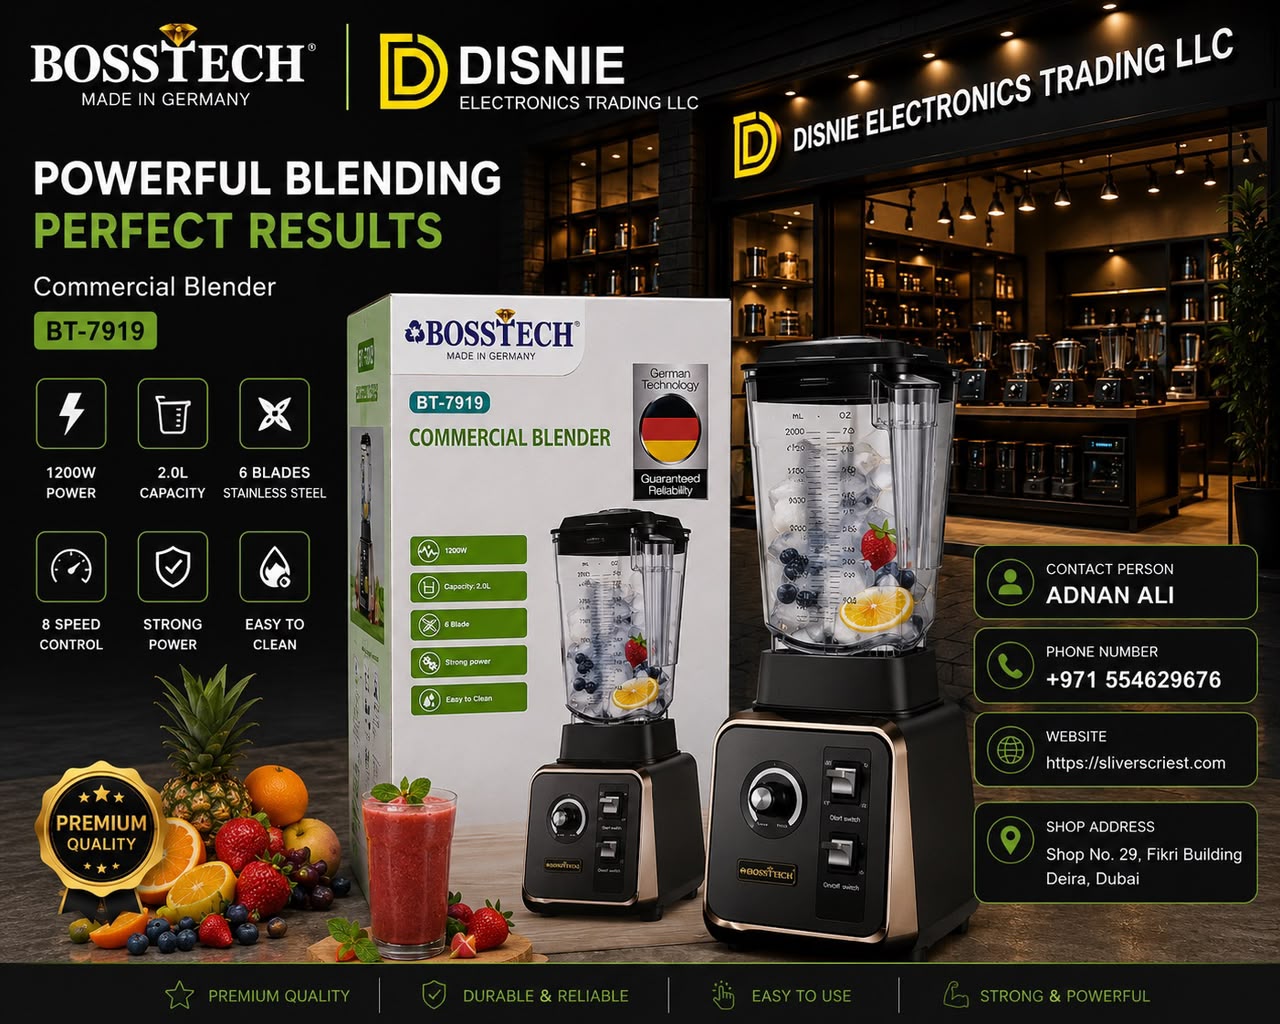 BOSSTECH®
MADE IN GERMANY
DISNIE
ELECTRONICS TRADING LLC
DISNIE ELECTRONICS TRADING LLC
POWERFUL BLENDING
PERFECT RESULTS
Commercial Blender
BT-7919
1200W
POWER
2.0L
CAPACITY
6 BLADES
STAINLESS STEEL
8 SPEED
CONTROL
STRONG
POWER
EASY TO
CLEAN
BOSSTECH®
MADE IN GERMANY
BT-7919
COMMERCIAL BLENDER
German
Technology
Guaranteed
Reliability
1200W
Capacity: 2.0L
6 Blade
Strong power
Easy to Clean
BOSSTECH
mL OZ
2000 70
BOSSTECH
PREMIUM
QUALITY
CONTACT PERSON
ADNAN ALI
PHONE NUMBER
+971 554629676
WEBSITE
https://sliverscriest.com
SHOP ADDRESS
Shop No. 29, Fikri Building
Deira, Dubai
PREMIUM QUALITY
DURABLE & RELIABLE
EASY TO USE
STRONG & POWERFUL